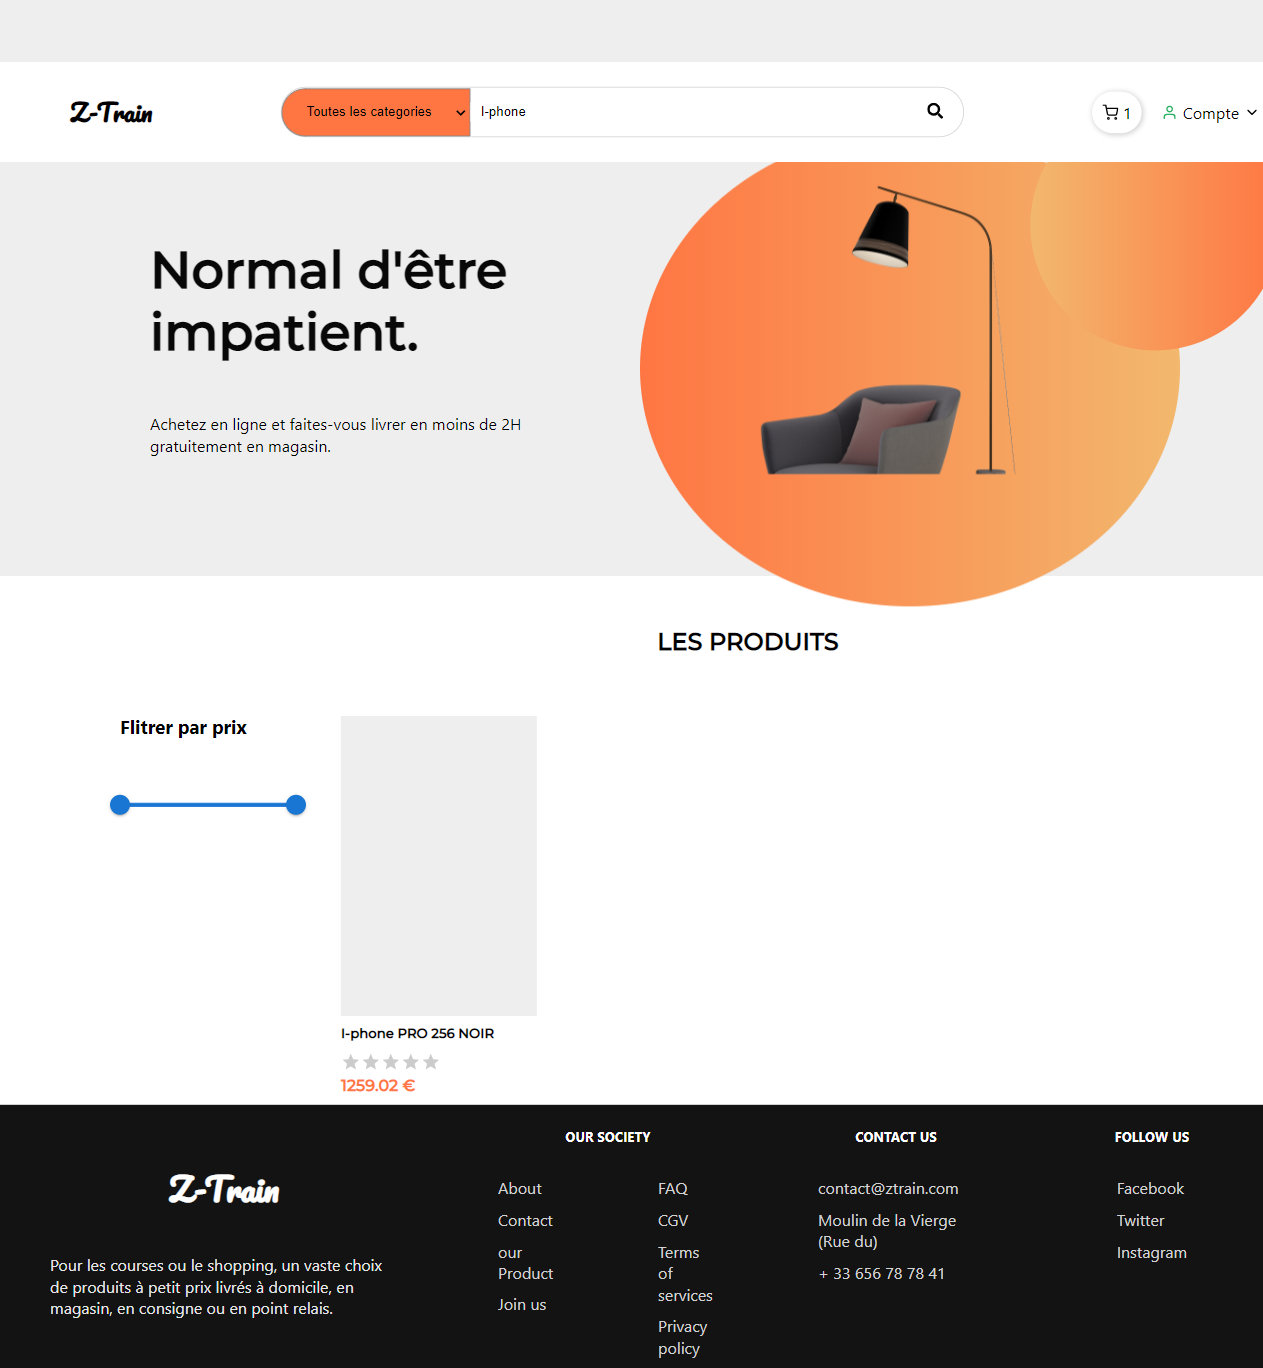 Z-Train
Toutes les categories
I-phone
1
Compte
Normal d'être
impatient.
Achetez en ligne et faites-vous livrer en moins de 2H
gratuitement en magasin.
LES PRODUITS
Flitrer par prix
I-phone PRO 256 NOIR
1259.02 €
Z-Train
Pour les courses ou le shopping, un vaste choix
de produits à petit prix livrés à domicile, en
magasin, en consigne ou en point relais.
OUR SOCIETY
About
Contact
our
Product
Join us
FAQ
CGV
Terms
of
services
Privacy
policy
CONTACT US
contact@ztrain.com
Moulin de la Vierge
(Rue du)
+ 33 656 78 78 41
FOLLOW US
Facebook
Twitter
Instagram